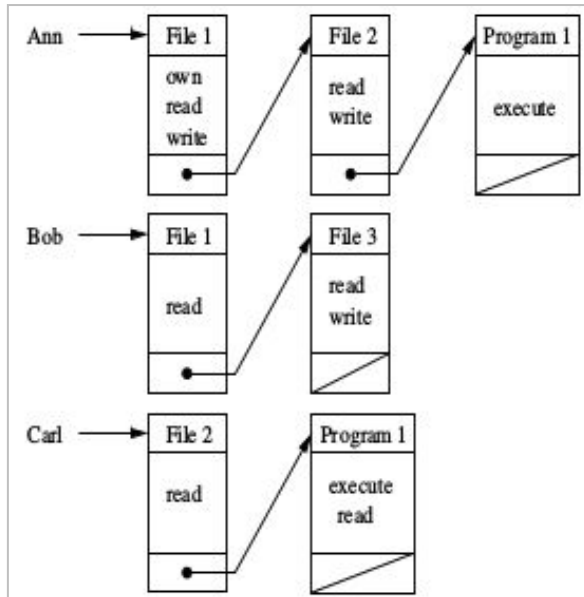 Ann
File 1
own
read
write
File 2
read
write
Program 1
execute
Bob
File 1
read
File 3
read
write
Carl
File 2
read
Program 1
execute
read